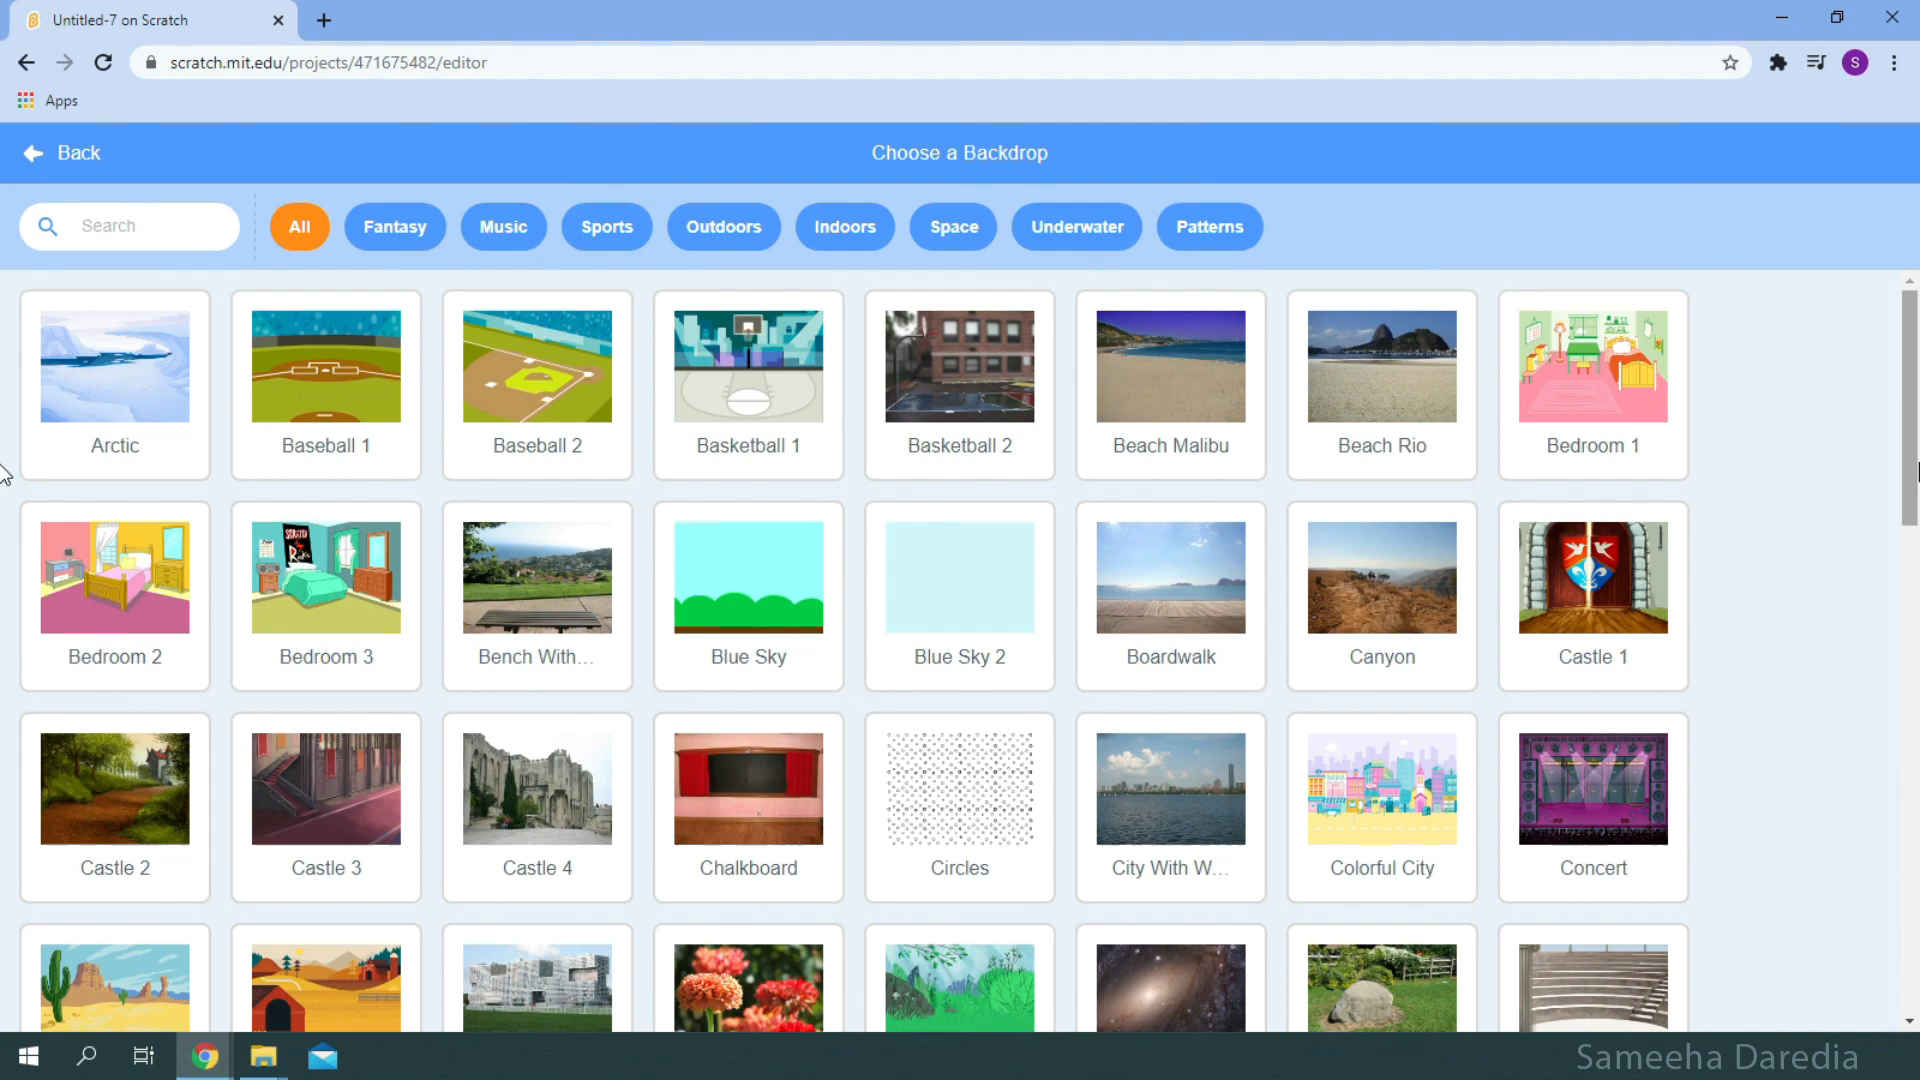 Untitled-7 on Scratch
scratch.mit.edu/projects/471675482/editor
S
Apps
Back
Choose a Backdrop
Search
All
Fantasy
Music
Sports
Outdoors
Indoors
Space
Underwater
Patterns
Arctic
Baseball 1
Baseball 2
Basketball 1
Basketball 2
Beach Malibu
Beach Rio
Bedroom 1
Bedroom 2
Bedroom 3
Bench With...
Blue Sky
Blue Sky 2
Boardwalk
Canyon
Castle 1
Castle 2
Castle 3
Castle 4
Chalkboard
Circles
City With W...
Colorful City
Concert
Sameeha Daredia